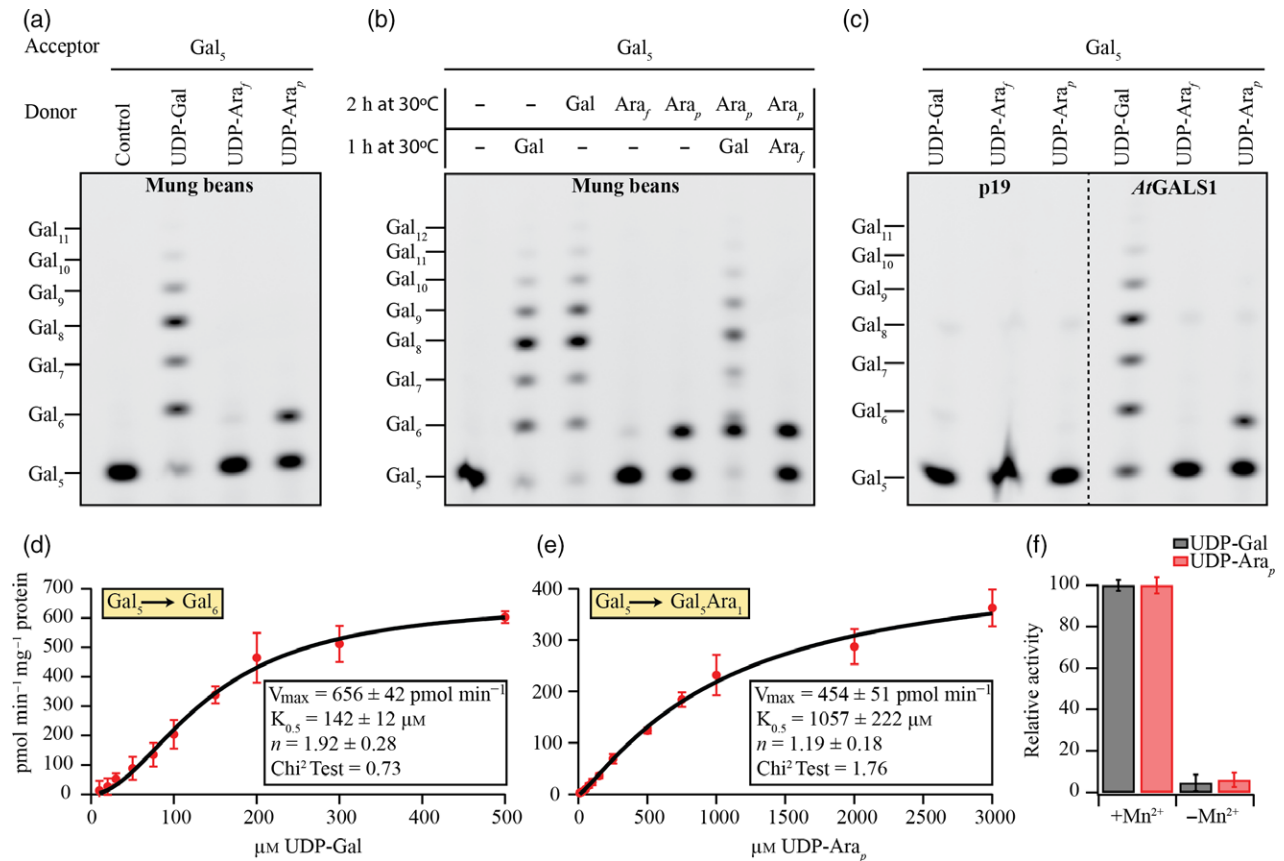 (a)
Acceptor
Gal₅
Donor
Control
UDP-Gal
UDP-Ara𝑓
UDP-Ara𝑝
Mung beans
Gal₁₁
Gal₁₀
Gal₉
Gal₈
Gal₇
Gal₆
Gal₅
(b)
Gal₅
2 h at 30ºC – – Gal Ara𝑓 Ara𝑝 Ara𝑝 Ara𝑝
1 h at 30ºC – Gal – – – Gal Ara𝑓
Mung beans
Gal₁₂
Gal₁₁
Gal₁₀
Gal₉
Gal₈
Gal₇
Gal₆
Gal₅
(c)
Gal₅
UDP-Gal
UDP-Ara𝑓
UDP-Ara𝑝
UDP-Gal
UDP-Ara𝑓
UDP-Ara𝑝
p19 AtGALS1
Gal₁₁
Gal₁₀
Gal₉
Gal₈
Gal₇
Gal₆
Gal₅
(d)
pmol min⁻¹ mg⁻¹ protein
700
600
500
400
300
200
100
0
Gal₅ → Gal₆
Vmax = 656 ± 42 pmol min⁻¹
K₀.₅ = 142 ± 12 μM
n = 1.92 ± 0.28
Chi² Test = 0.73
0 100 200 300 400 500
μM UDP-Gal
(e)
400
300
200
100
0
Gal₅ → Gal₅Ara₁
Vmax = 454 ± 51 pmol min⁻¹
K₀.₅ = 1057 ± 222 μM
n = 1.19 ± 0.18
Chi² Test = 1.76
0 500 1000 1500 2000 2500 3000
μM UDP-Ara𝑝
(f)
UDP-Gal
UDP-Ara𝑝
Relative activity
100
80
60
40
20
0
+Mn²⁺ –Mn²⁺